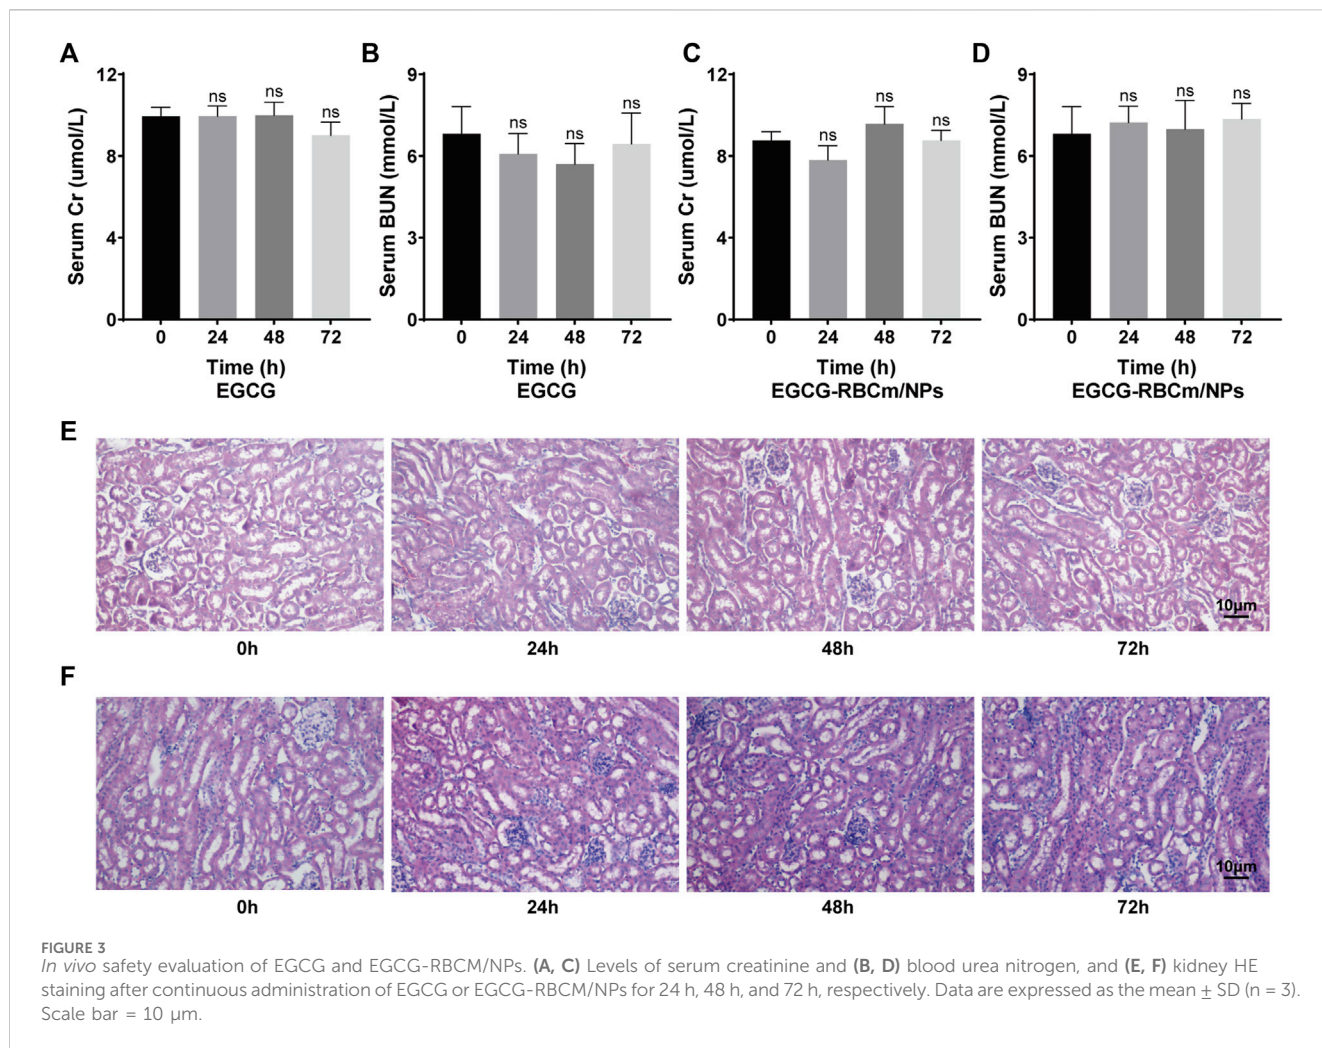 A
B
C
D
Serum Cr (umol/L)
12
8
4
0
ns
ns
ns
0 24 48 72
Time (h)
EGCG
Serum BUN (mmol/L)
9
6
3
0
ns
ns
ns
0 24 48 72
Time (h)
EGCG
Serum Cr (umol/L)
12
8
4
0
ns
ns
ns
0 24 48 72
Time (h)
EGCG-RBCm/NPs
Serum BUN (mmol/L)
9
6
3
0
ns
ns
ns
0 24 48 72
Time (h)
EGCG-RBCm/NPs
E
10μm
0h 24h 48h 72h
F
10μm
0h 24h 48h 72h
FIGURE 3
In vivo safety evaluation of EGCG and EGCG-RBCM/NPs. (A, C) Levels of serum creatinine and (B, D) blood urea nitrogen, and (E, F) kidney HE
staining after continuous administration of EGCG or EGCG-RBCM/NPs for 24 h, 48 h, and 72 h, respectively. Data are expressed as the mean ± SD (n = 3).
Scale bar = 10 μm.